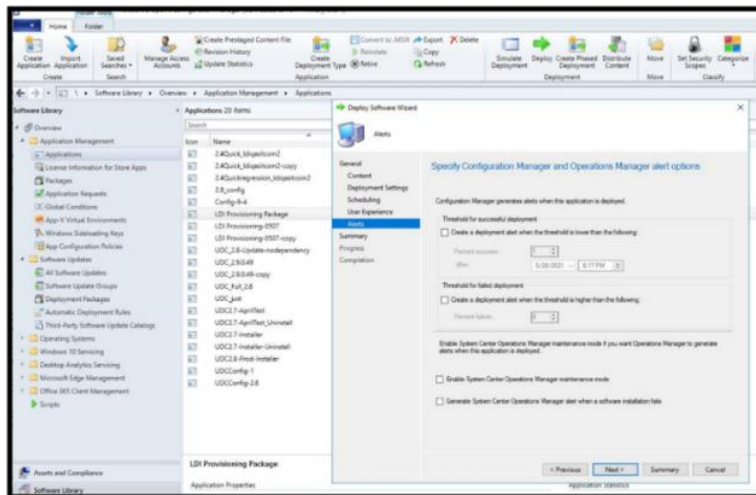 Home Folder
Create Application
Import Application
Saved Searches
Manage Access Accounts
Create Prestaged Content File
Revision History
Update Statistics
Create Deployment Type
Convert to .MSIX
Reinstate
Retire
Export
Copy
Refresh
Delete
Simulate Deployment
Deploy
Create Phased Deployment
Distribute Content
Move
Set Security Scopes
Categorize
Create Search Application Deployment Move Classify
\ Software Library Overview Application Management Applications
Software Library
Overview
Application Management
Applications
License Information for Store Apps
Packages
Application Requests
Global Conditions
App-V Virtual Environments
Windows Sideloading Keys
App Configuration Policies
Software Updates
All Software Updates
Software Update Groups
Deployment Packages
Automatic Deployment Rules
Third-Party Software Update Catalogs
Operating Systems
Windows 10 Servicing
Desktop Analytics Servicing
Microsoft Edge Management
Office 365 Client Management
Scripts
Assets and Compliance
Software Library
Applications 20 items
Search
Icon Name
2.8_config
Config-9-4
LDI Provisioning Package
LDI Provisioning-0507
LDI Provisioning-0507-copy
UDC_2.8-Update-nodependency
UDC_2.9.0.49
UDC_2.9.0.49-copy
UDC_Full_2.8
UDC_just
UDC2.7-AprilTest
UDC2.7-AprilTest_Uninstall
UDC2.7-Installer
UDC2.7-Installer-Uninstall
UDC2.8-Prod-Installer
UDCConfig-1
UDCConfig-2.8
LDI Provisioning Package
Application Properties
Application Statistics
Deploy Software Wizard
Alerts
General
Content
Deployment Settings
Scheduling
User Experience
Alerts
Summary
Progress
Completion
Specify Configuration Manager and Operations Manager alert options
Configuration Manager generates alerts when this application is deployed.
Threshold for successful deployment
Create a deployment alert when the threshold is lower than the following:
Percent success:
After:
6:17 PM
Threshold for failed deployment
Create a deployment alert when the threshold is higher than the following:
Percent failure:
Enable System Center Operations Manager maintenance mode if you want Operations Manager to generate
alerts when this application is deployed.
Enable System Center Operations Manager maintenance mode
Generate System Center Operations Manager alert when a software installation fails
< Previous Next > Summary Cancel